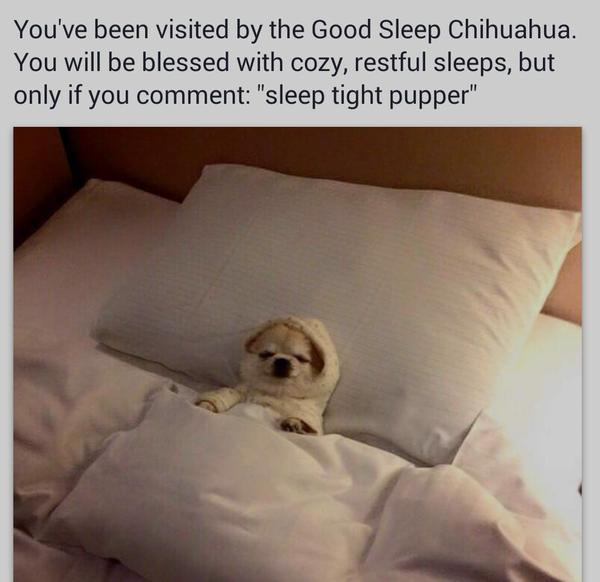 You've been visited by the Good Sleep Chihuahua.
You will be blessed with cozy, restful sleeps, but
only if you comment: "sleep tight pupper"